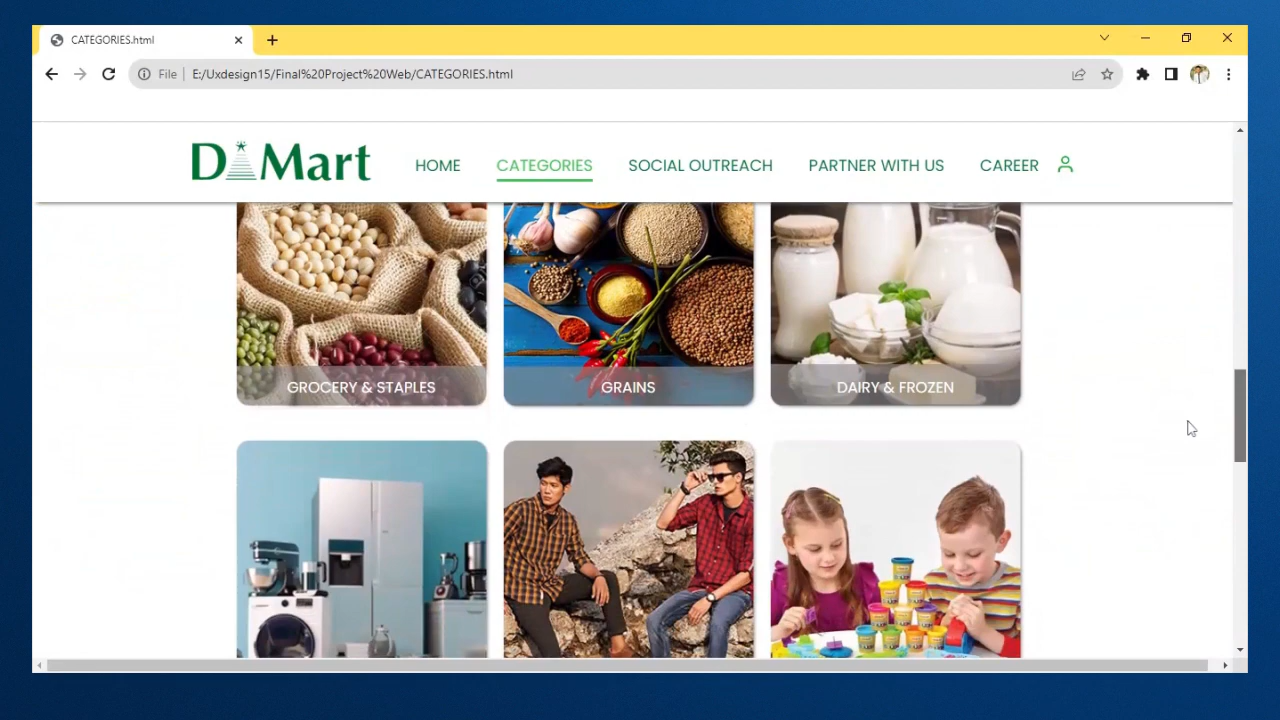 CATEGORIES.html
File E:/Uxdesign15/Final%20Project%20Web/CATEGORIES.html
D Mart HOME CATEGORIES SOCIAL OUTREACH PARTNER WITH US CAREER
GROCERY & STAPLES GRAINS DAIRY & FROZEN